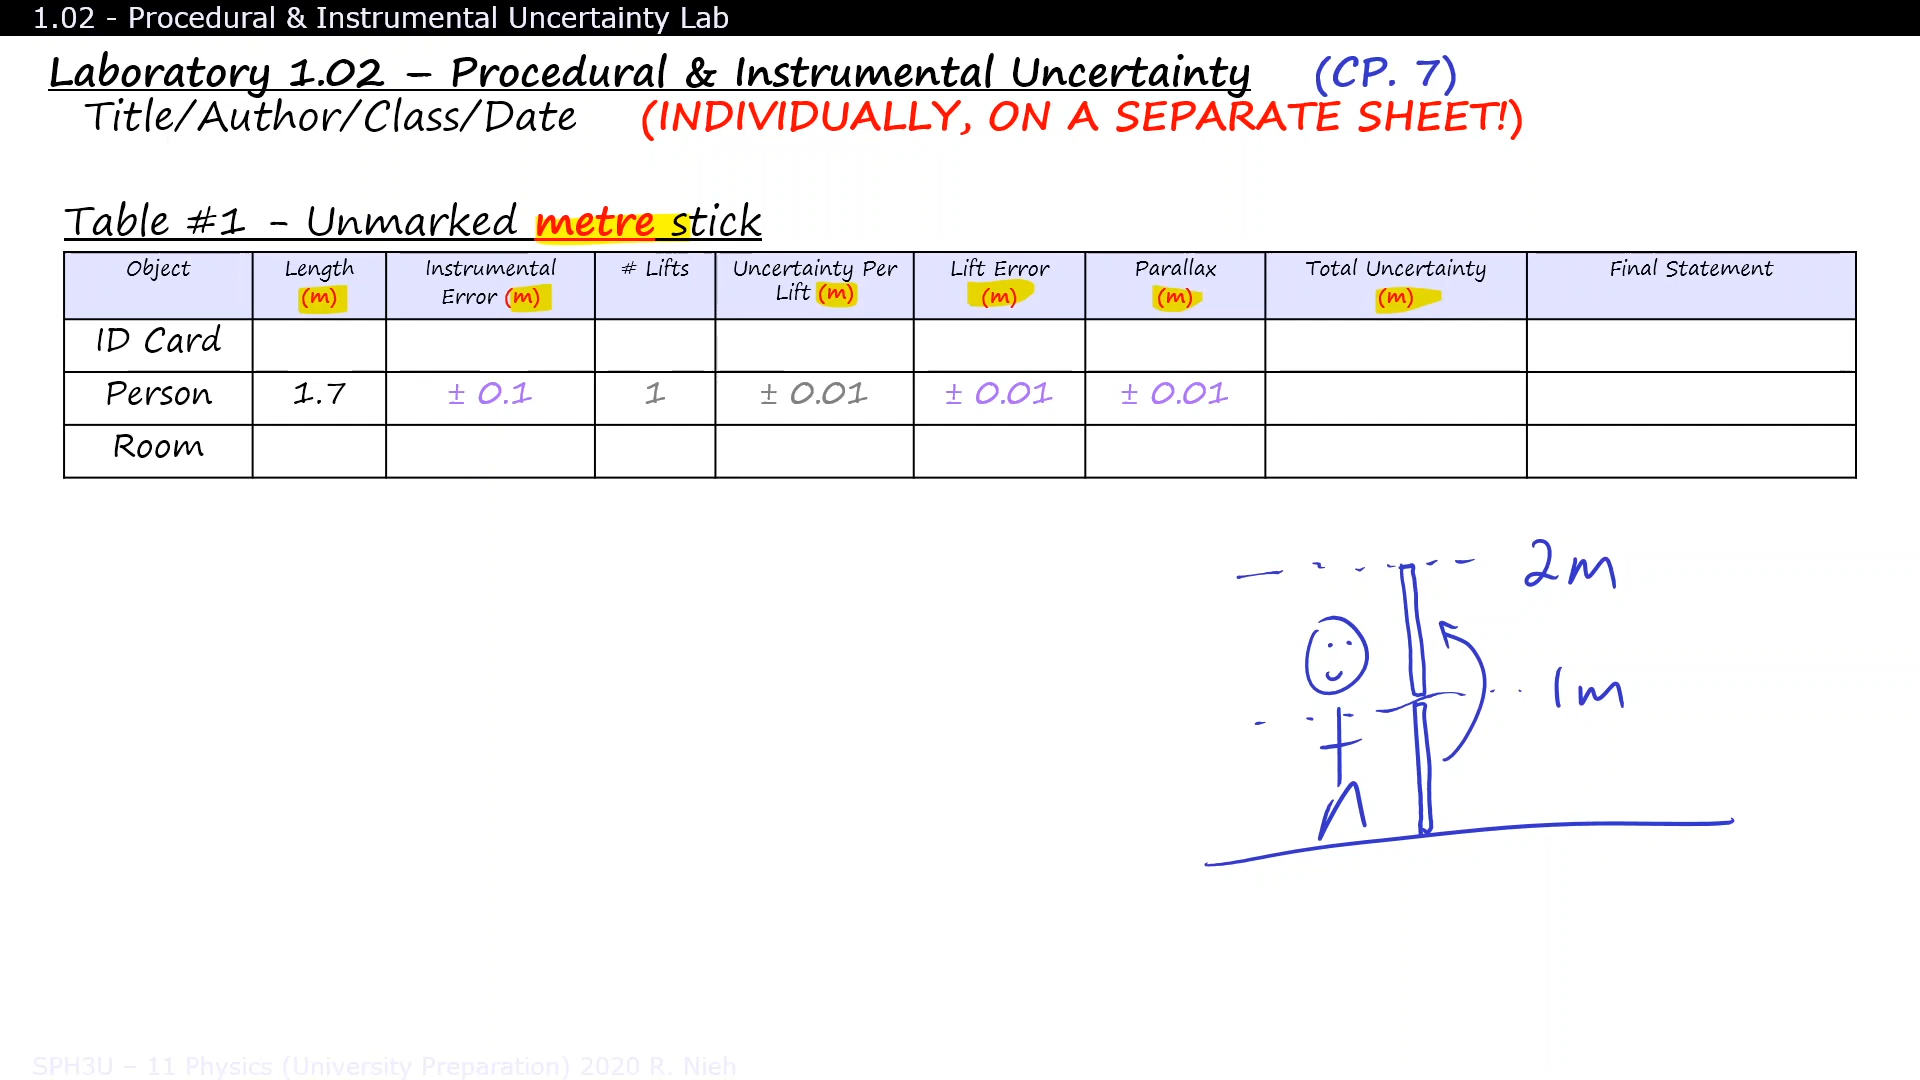 1.02 - Procedural & Instrumental Uncertainty Lab
Laboratory 1.02 – Procedural & Instrumental Uncertainty (CP. 7)
Title/Author/Class/Date (INDIVIDUALLY, ON A SEPARATE SHEET!)
Table #1 - Unmarked metre stick
Object Length (m) Instrumental Error (m) # Lifts Uncertainty Per Lift (m) Lift Error (m) Parallax (m) Total Uncertainty (m) Final Statement
ID Card
Person 1.7 ± 0.1 1 ± 0.01 ± 0.01 ± 0.01
Room
2m
1m
SPH3U – 11 Physics (University Preparation) 2020 R. Nieh